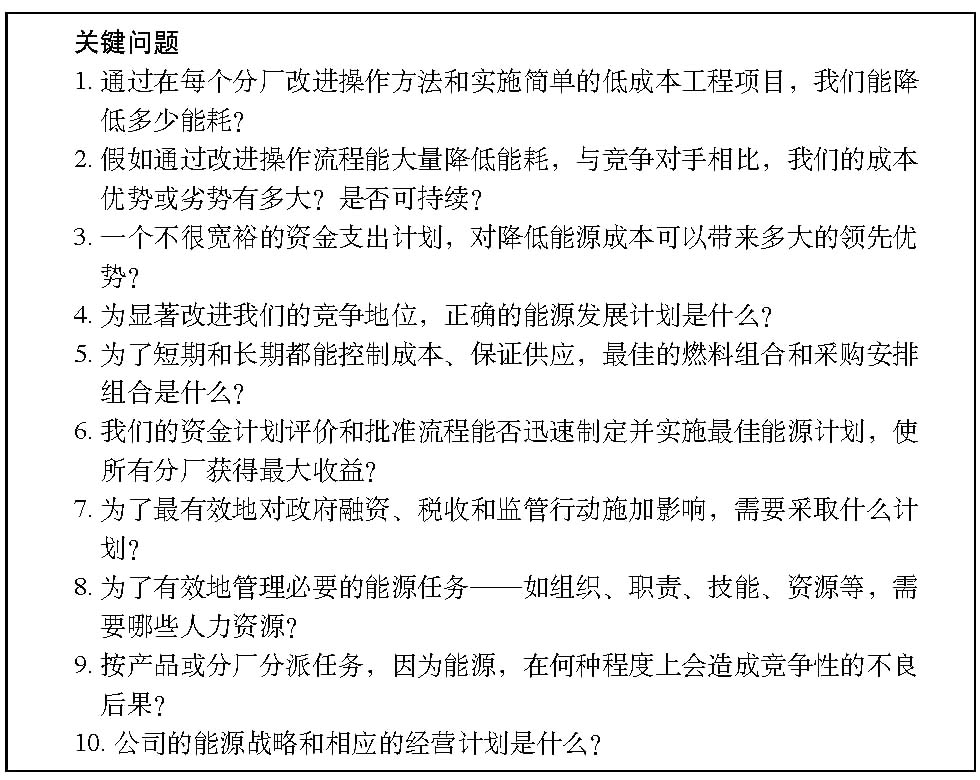 关键问题
1. 通过在每个分厂改进操作方法和实施简单的低成本工程项目，我们能降
低多少能耗？
2. 假如通过改进操作流程能大量降低能耗，与竞争对手相比，我们的成本
优势或劣势有多大？是否可持续？
3. 一个不很宽裕的资金支出计划，对降低能源成本可以带来多大的领先优
势？
4. 为显著改进我们的竞争地位，正确的能源发展计划是什么？
5. 为了短期和长期都能控制成本、保证供应，最佳的燃料组合和采购安排
组合是什么？
6. 我们的资金计划评价和批准流程能否迅速制定并实施最佳能源计划，使
所有分厂获得最大收益？
7. 为了最有效地对政府融资、税收和监管行动施加影响，需要采取什么计
划？
8. 为了有效地管理必要的能源任务——如组织、职责、技能、资源等，需
要哪些人力资源？
9. 按产品或分厂分派任务，因为能源，在何种程度上会造成竞争性的不良
后果？
10. 公司的能源战略和相应的经营计划是什么？